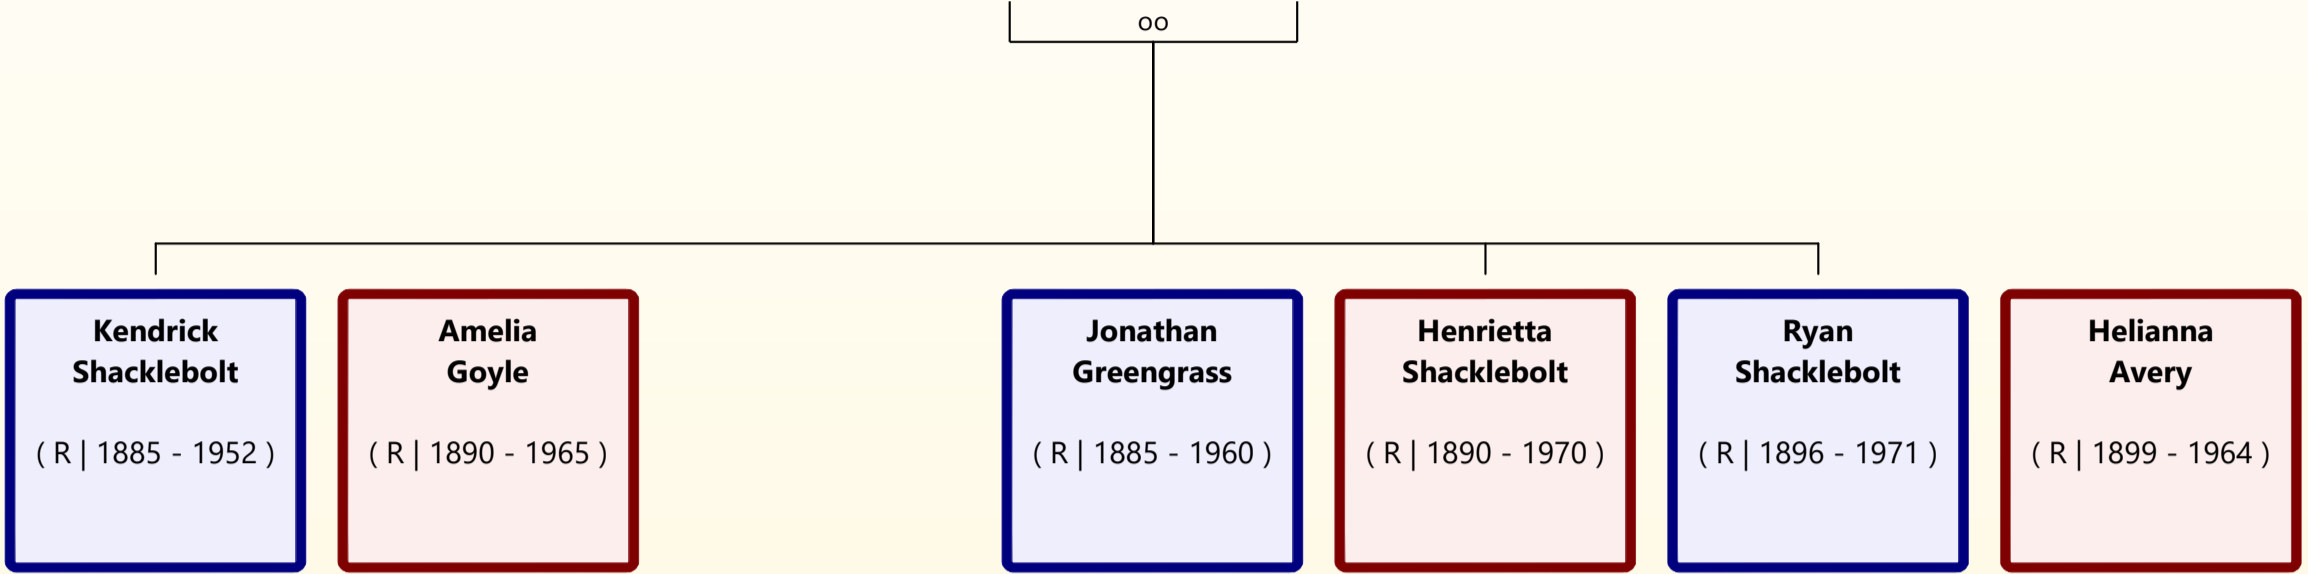 oo
Kendrick
Shacklebolt
( R | 1885 - 1952 )
Amelia
Goyle
( R | 1890 - 1965 )
Jonathan
Greengrass
( R | 1885 - 1960 )
Henrietta
Shacklebolt
( R | 1890 - 1970 )
Ryan
Shacklebolt
( R | 1896 - 1971 )
Helianna
Avery
( R | 1899 - 1964 )